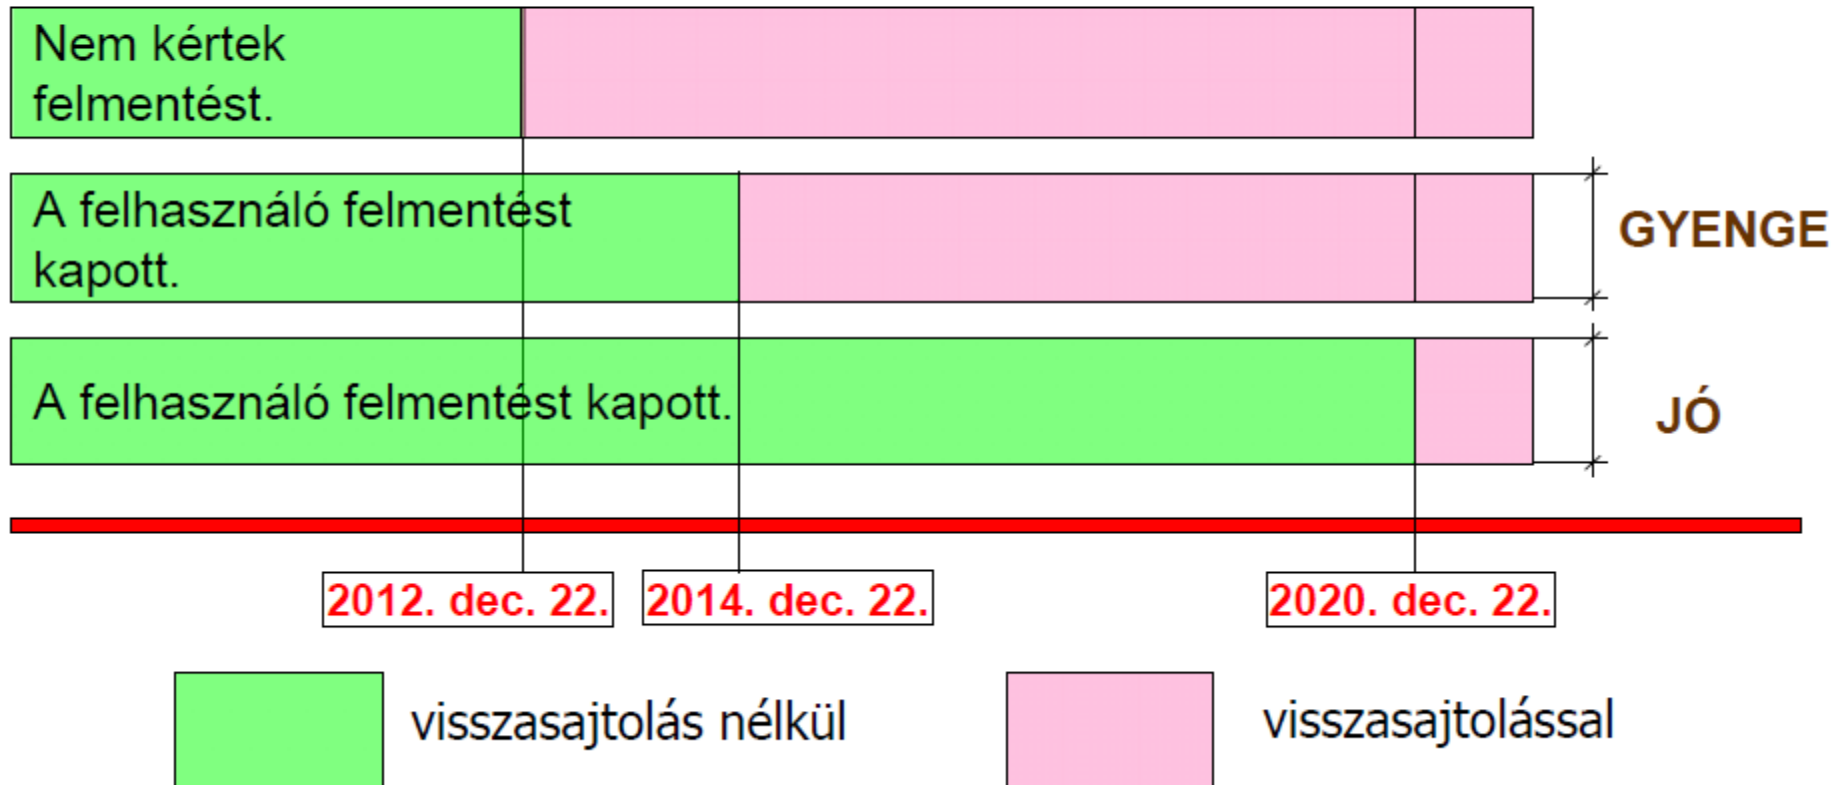 Nem kértek
felmentést.
A felhasználó felmentést
kapott.
GYENGE
A felhasználó felmentést kapott.
JÓ
2012. dec. 22.
2014. dec. 22.
2020. dec. 22.
visszasajtolás nélkül
visszasajtolással